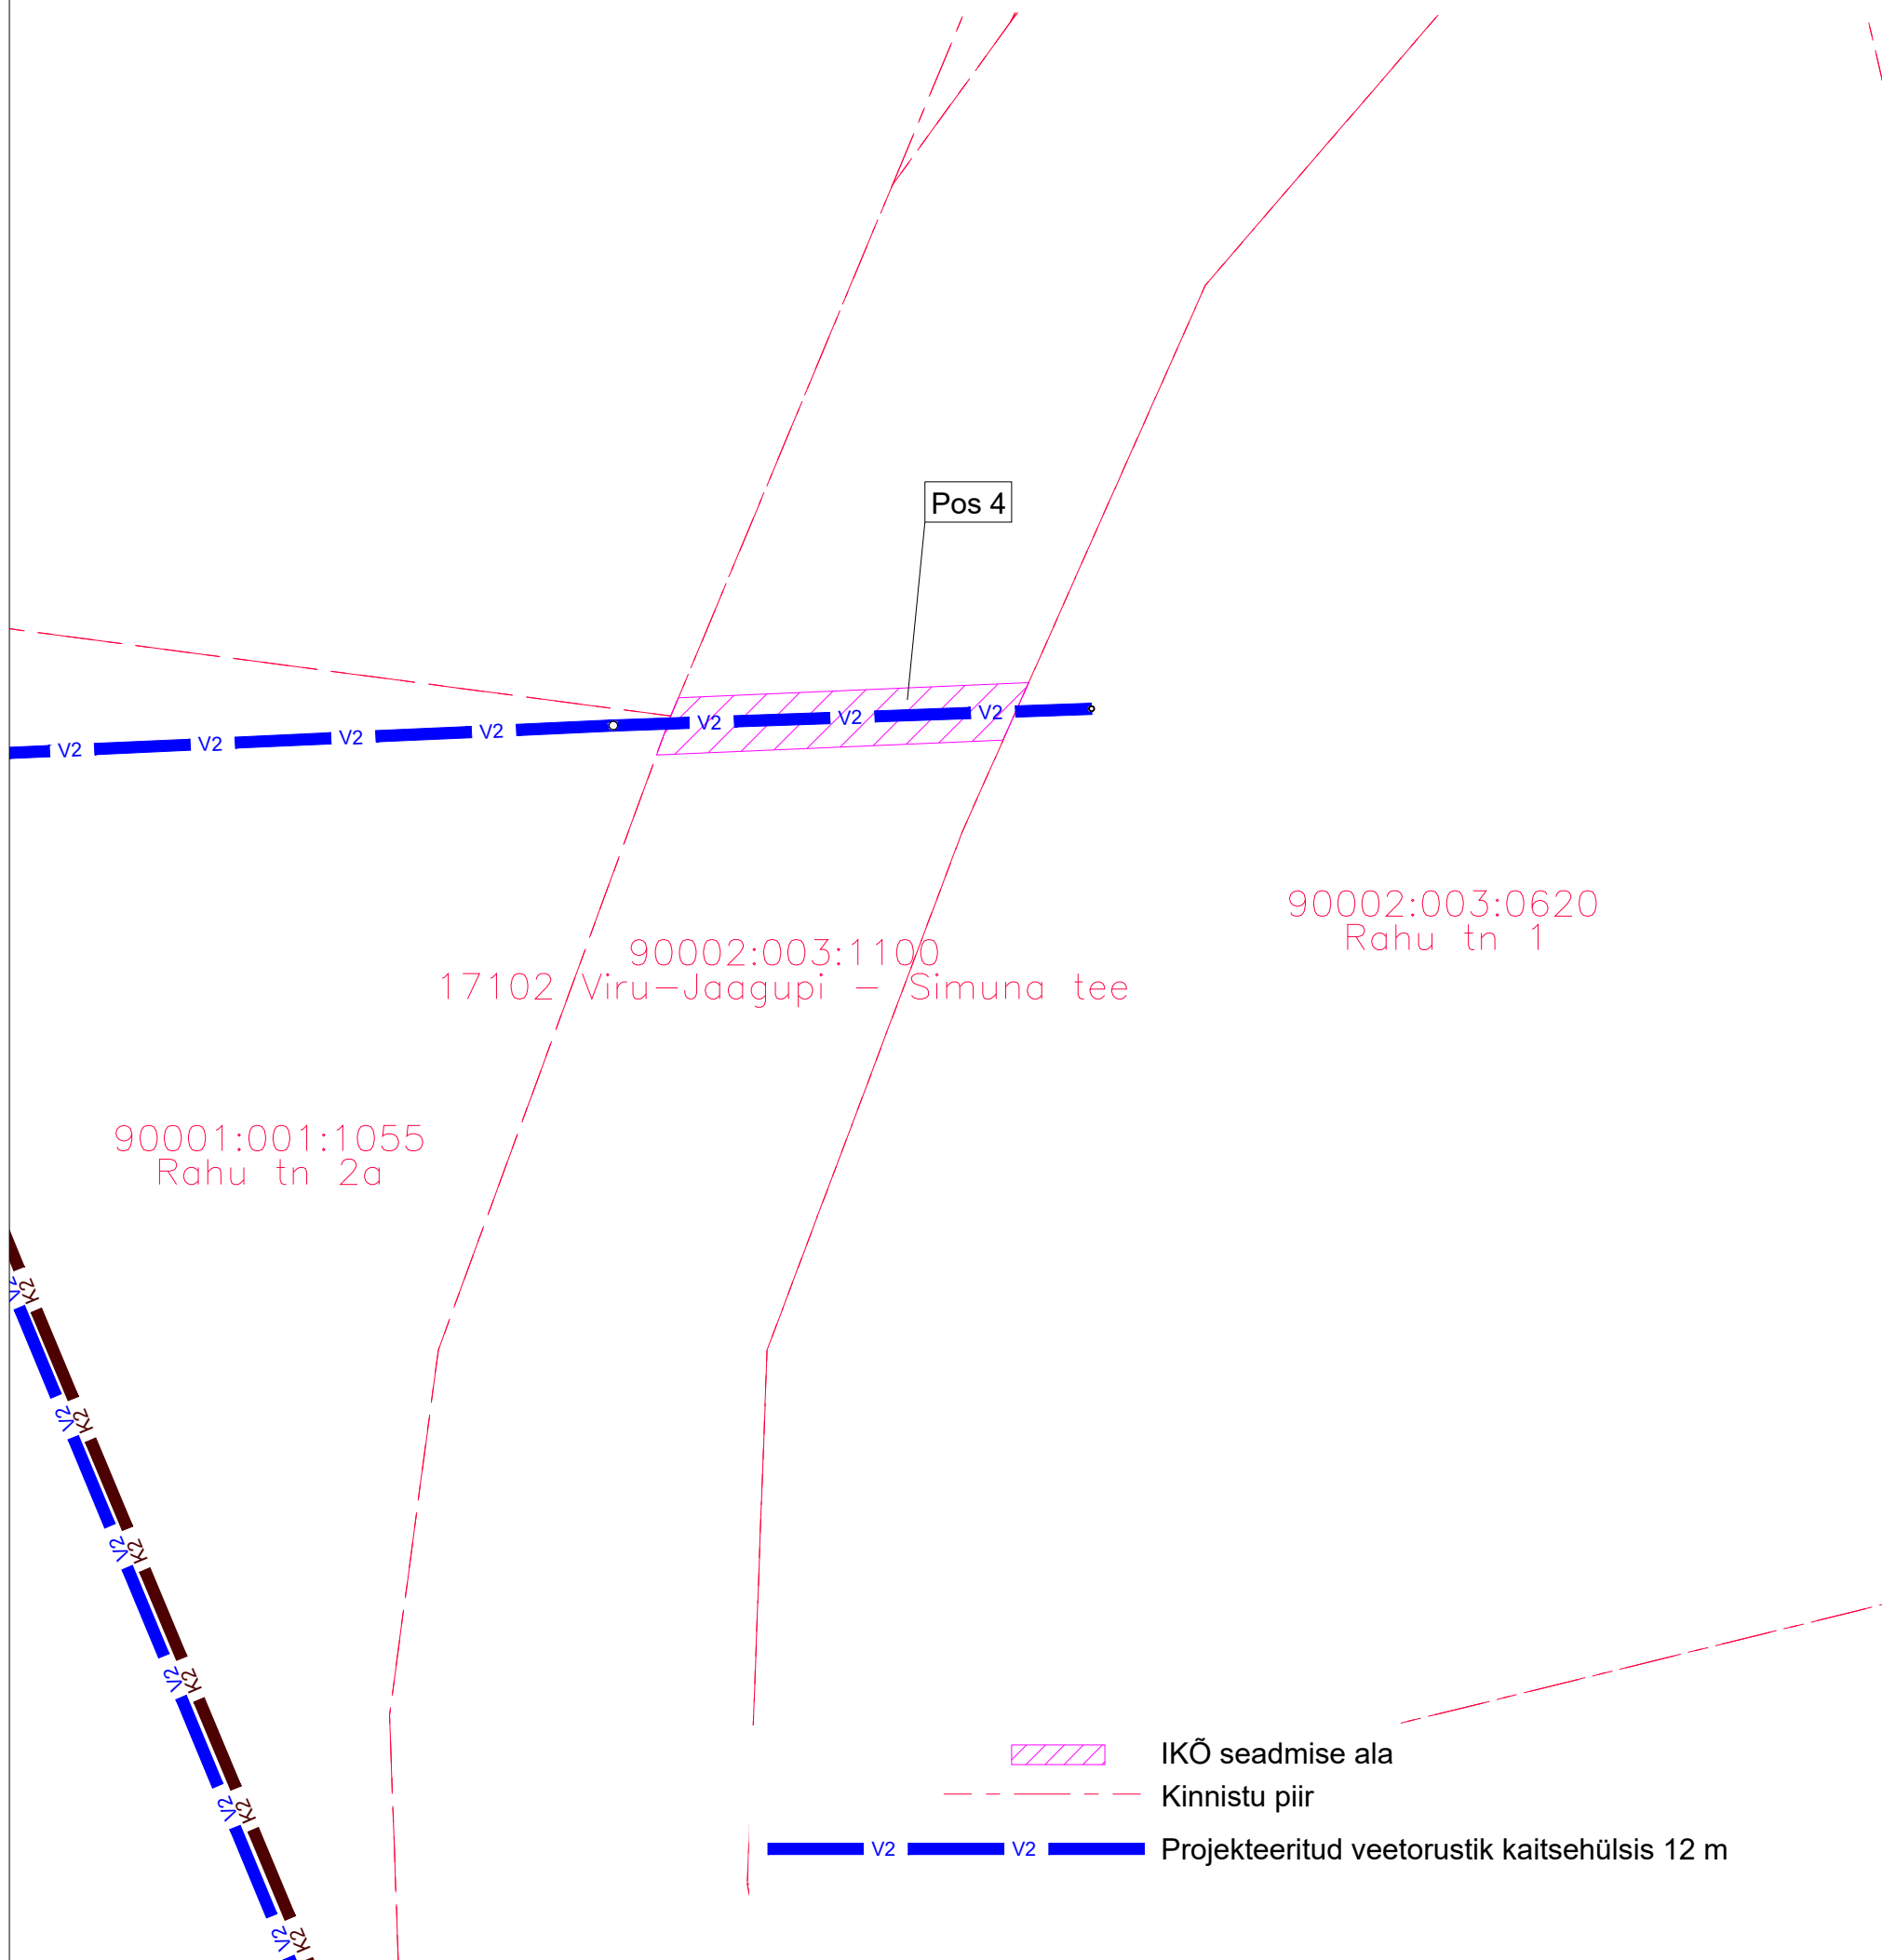 Pos 4
V2 V2 V2 V2 V2 V2 V2
90002:003:0620
Rahu tn 1
90002:003:1100
17102 Viru-Jaagupi - Simuna tee
90001:001:1055
Rahu tn 2a
V2 K2
V2 K2
V2 K2
V2 K2
V2 K2
V2 K2
IKÕ seadmise ala
Kinnistu piir
V2 V2 Projekteeritud veetorustik kaitsehülsis 12 m